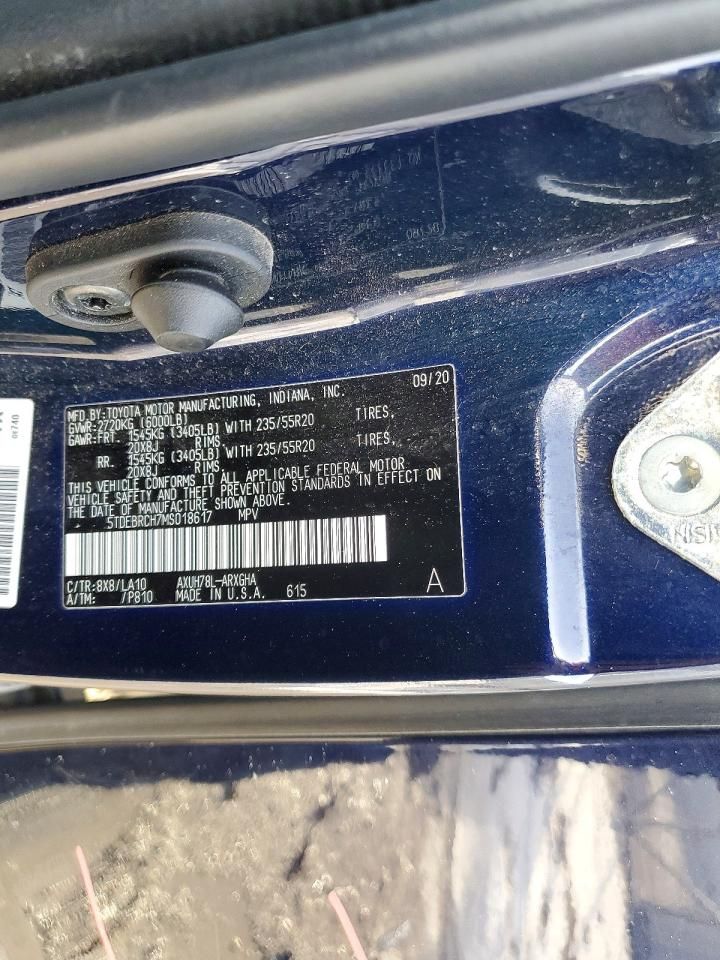 MFD.BY:TOYOTA MOTOR MANUFACTURING, INDIANA, INC. 09/20
GVWR:2720KG (6000LB)
GAWR:FRT. 1545KG (3405LB) WITH 235/55R20 TIRES,
20X8J RIMS
RR. 1545KG (3405LB) WITH 235/55R20 TIRES,
20X8J RIMS.
THIS VEHICLE CONFORMS TO ALL APPLICABLE FEDERAL MOTOR
VEHICLE SAFETY AND THEFT PREVENTION STANDARDS IN EFFECT ON
THE DATE OF MANUFACTURE SHOWN ABOVE.
5TDEBRCH7MS018617 MPV
C/TR:8X8/LA10 AXUH78L-ARXGHA
A/TM: /P810 MADE IN U.S.A. 615 A
04740